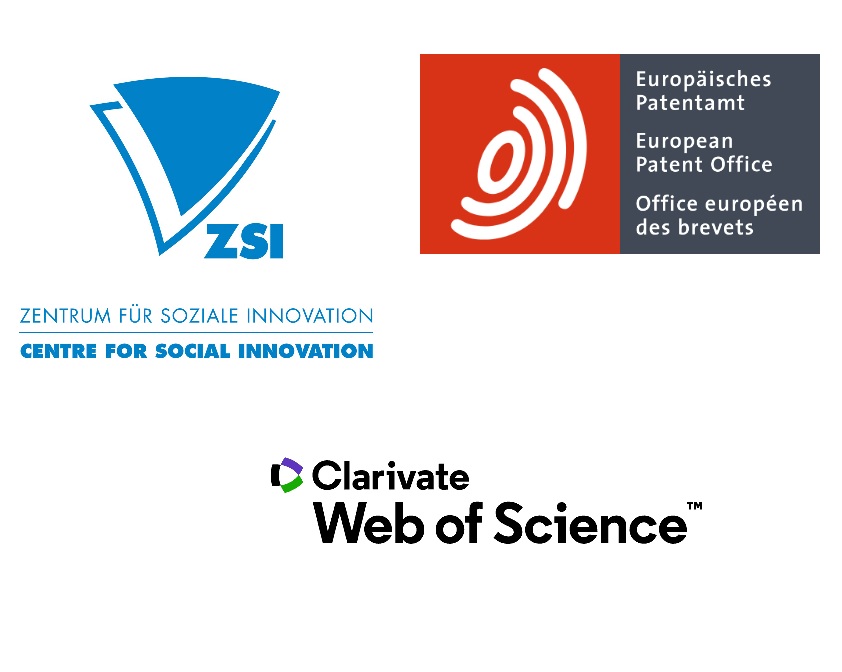 ZSI
ZENTRUM FÜR SOZIALE INNOVATION
CENTRE FOR SOCIAL INNOVATION
Europäisches
Patentamt
European
Patent Office
Office européen
des brevets
Clarivate
Web of Science™